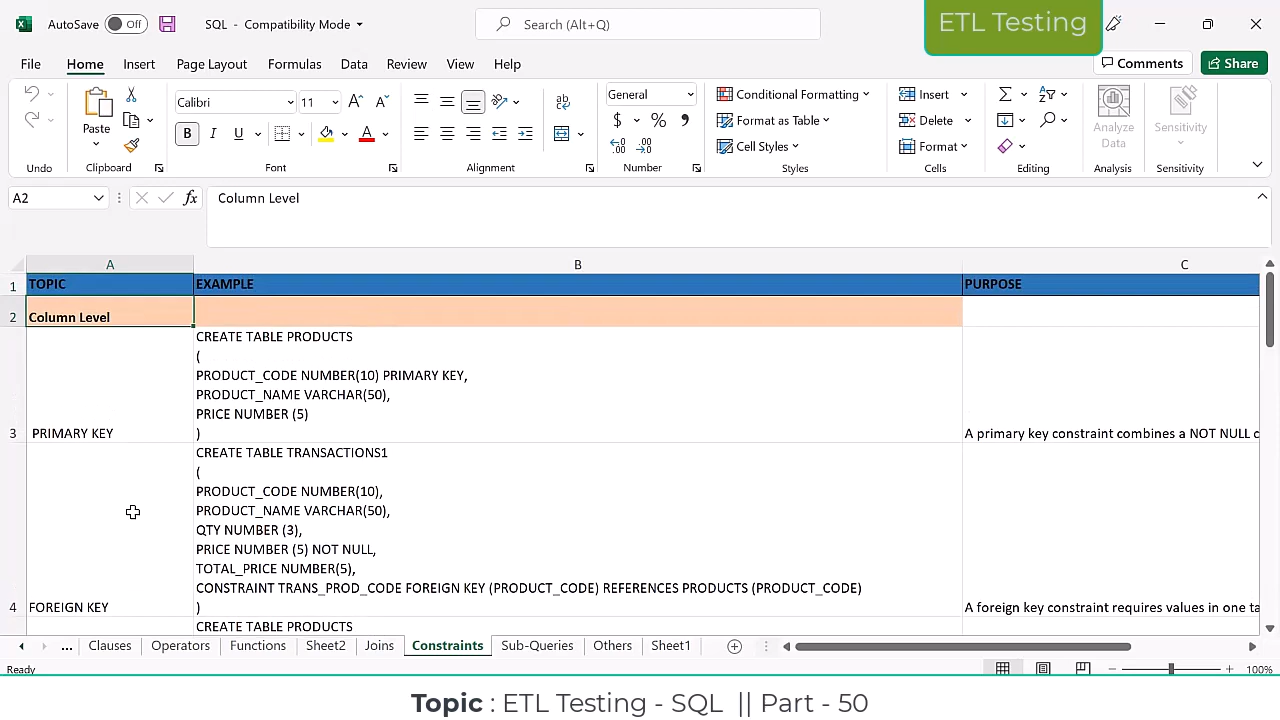 AutoSave Off SQL - Compatibility Mode Search (Alt+Q) ETL Testing
File Home Insert Page Layout Formulas Data Review View Help Comments Share
Calibri 11 General Conditional Formatting Insert
Paste B I U A $ % Format as Table Delete Analyze Data Sensitivity
Cell Styles Format
Undo Clipboard Font Alignment Number Styles Cells Editing Analysis Sensitivity
A2 fx Column Level
A B C
1 TOPIC EXAMPLE PURPOSE
2 Column Level
CREATE TABLE PRODUCTS
(
PRODUCT_CODE NUMBER(10) PRIMARY KEY,
PRODUCT_NAME VARCHAR(50),
PRICE NUMBER (5)
3 PRIMARY KEY ) A primary key constraint combines a NOT NULL c
CREATE TABLE TRANSACTIONS1
(
PRODUCT_CODE NUMBER(10),
PRODUCT_NAME VARCHAR(50),
QTY NUMBER (3),
PRICE NUMBER (5) NOT NULL,
TOTAL_PRICE NUMBER(5),
CONSTRAINT TRANS_PROD_CODE FOREIGN KEY (PRODUCT_CODE) REFERENCES PRODUCTS (PRODUCT_CODE)
4 FOREIGN KEY ) A foreign key constraint requires values in one ta
CREATE TABLE PRODUCTS
... Clauses Operators Functions Sheet2 Joins Constraints Sub-Queries Others Sheet1
Ready 100%
Topic : ETL Testing - SQL || Part - 50